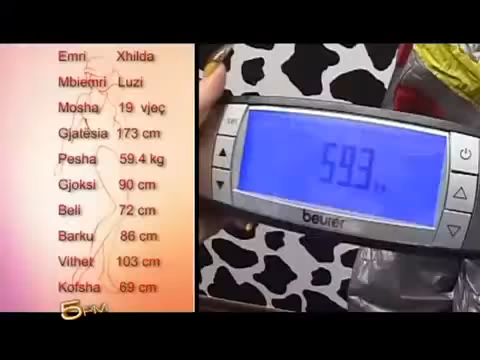 Emri Xhilda
Mbiemri Luzi
Mosha 19 vjeç
Gjatësia 173 cm
Pesha 59.4 kg
Gjoksi 90 cm
Beli 72 cm
Barku 86 cm
Vithet 103 cm
Kofsha 69 cm
5PM
SET
59.3
beurer